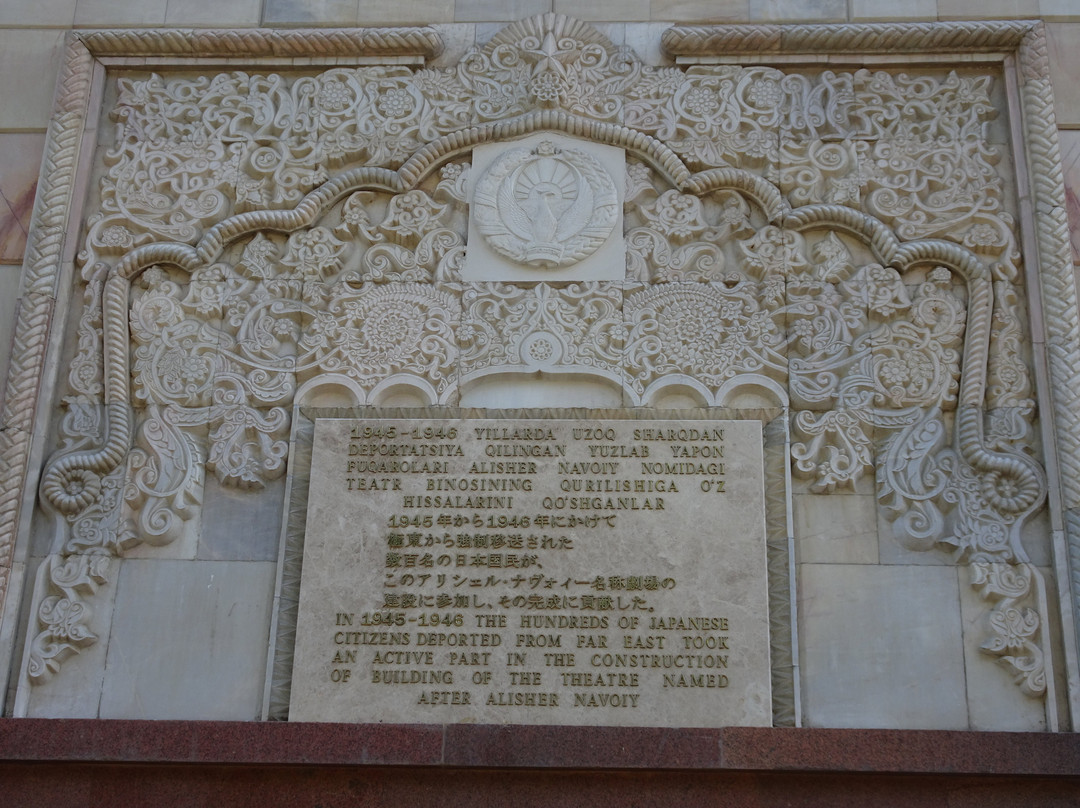 1945-1946 YILLARDA UZOQ SHARQDAN
DEPORTATSIYA QILINGAN YUZLAB YAPON
FUQAROLARI ALISHER NAVOIY NOMIDAGI
TEATR BINOSINING QURILISHIGA O'Z
HISSALARINI QO'SHGANLAR
1945年から1946年にかけて
極東から強制移送された
数百名の日本国民が、
このアリシェル・ナヴォィー名称劇場の
建設に参加し、その完成に貢献した。
IN 1945-1946 THE HUNDREDS OF JAPANESE
CITIZENS DEPORTED FROM FAR EAST TOOK
AN ACTIVE PART IN THE CONSTRUCTION
OF BUILDING OF THE THEATRE NAMED
AFTER ALISHER NAVOIY